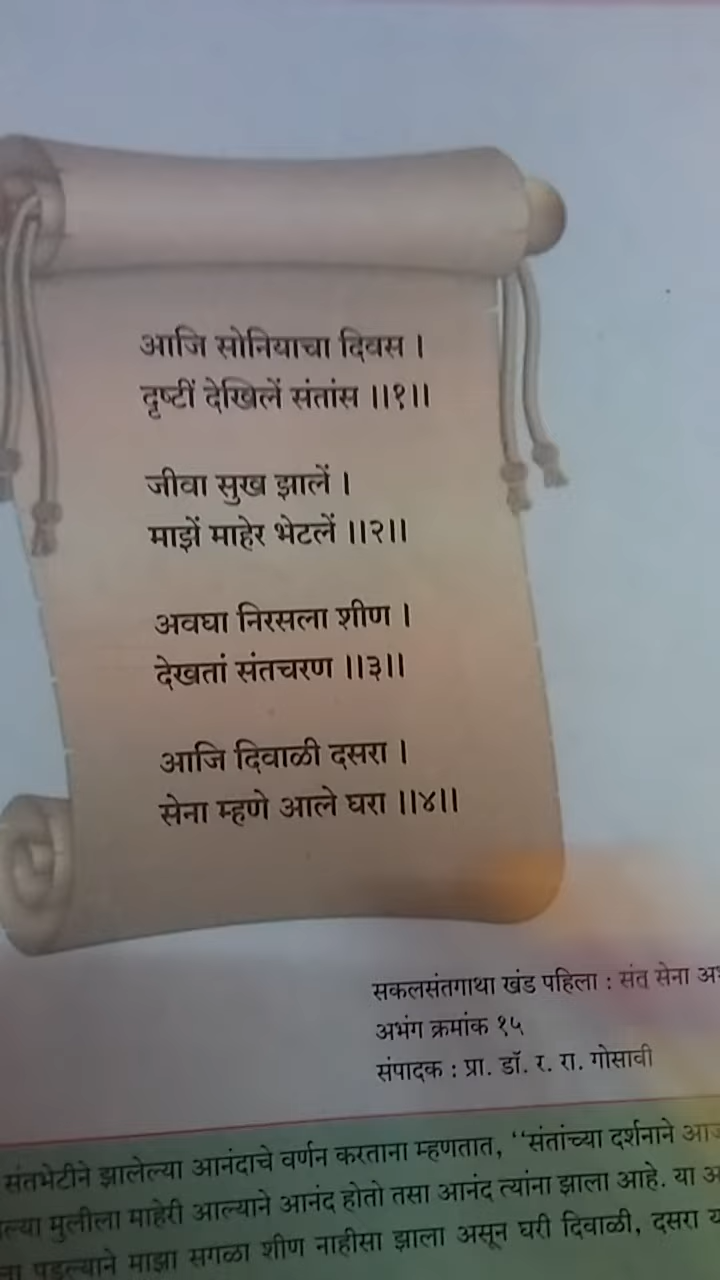 आजि सोनियाचा दिवस ।
दृष्टीं देखिलें संतांस ।।१।।
जीवा सुख झालें ।
माझें माहेर भेटलें ।।२।।
अवघा निरसला शीण ।
देखतां संतचरण ।।३।।
आजि दिवाळी दसरा ।
सेना म्हणे आले घरा ।।४।।
सकलसंतगाथा खंड पहिला : संत सेना
अभंग क्रमांक १५
संपादक : प्रा. डॉ. र. रा. गोसावी
संतभेटीने झालेल्या आनंदाचे वर्णन करताना म्हणतात, ‘‘संतांच्या दर्शनाने
मुलीला माहेरी आल्याने आनंद होतो तसा आनंद त्यांना झाला आहे. या
पडल्याने माझा सगळा शीण नाहीसा झाला असून घरी दिवाळी, दसरा